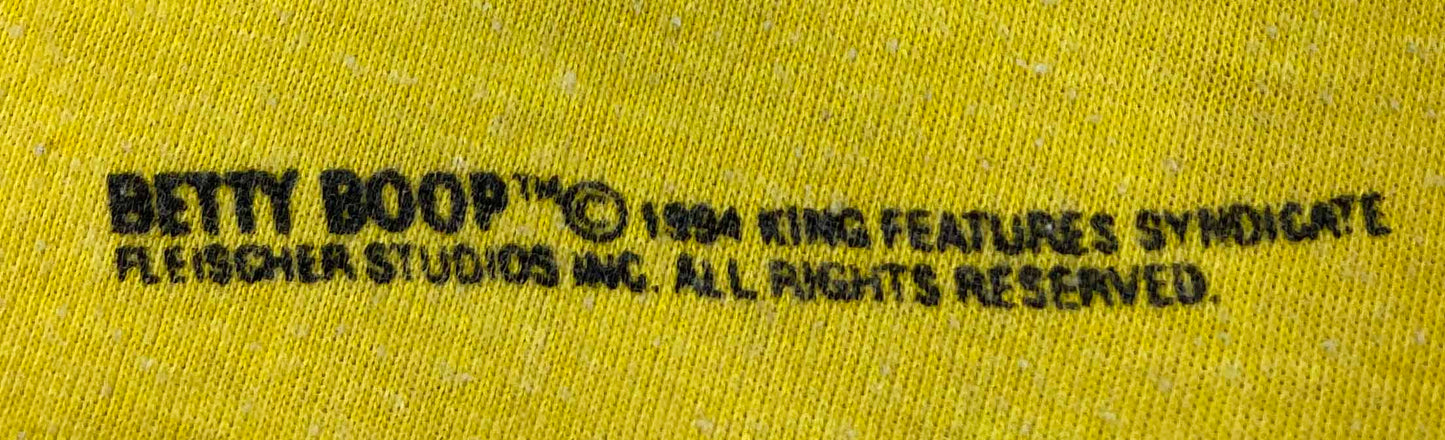 BETTY BOOP™ © 1994 KING FEATURES SYNDICATE
FLEISCHER STUDIOS INC. ALL RIGHTS RESERVED.